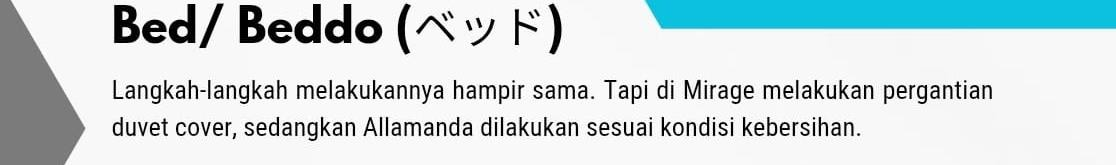 Bed/ Beddo (ベッド)
Langkah-langkah melakukannya hampir sama. Tapi di Mirage melakukan pergantian
duvet cover, sedangkan Allamanda dilakukan sesuai kondisi kebersihan.